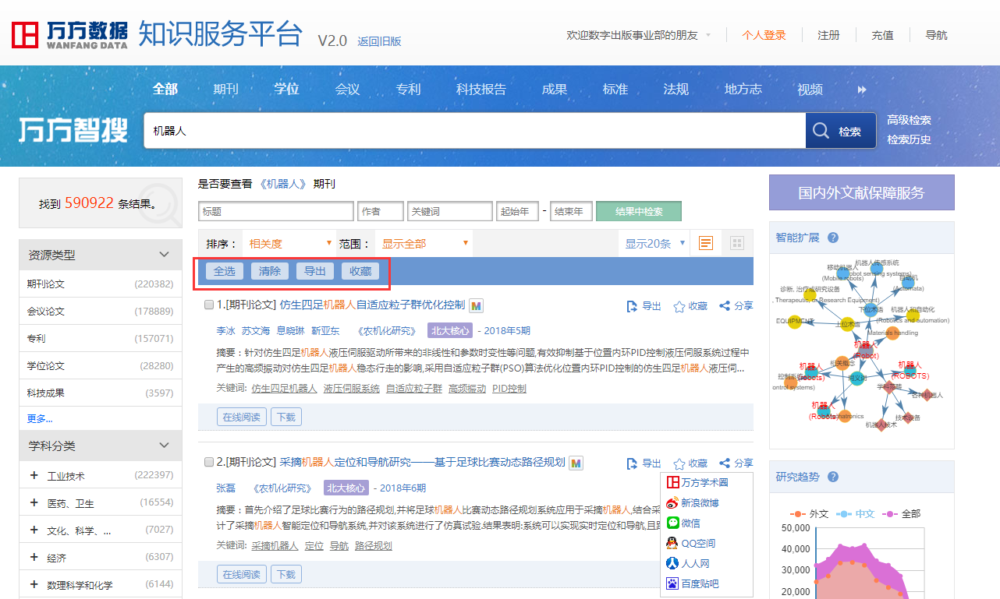 万方数据
WANFANG DATA
知识服务平台
V2.0 返回旧版
欢迎数字出版事业部的朋友 个人登录 注册 充值 导航
全部 期刊 学位 会议 专利 科技报告 成果 标准 法规 地方志 视频
万方智搜
机器人
检索
高级检索
检索历史
找到 590922 条结果。
资源类型
期刊论文 (220382)
会议论文 (178889)
专利 (157071)
学位论文 (28280)
科技成果 (3597)
更多...
学科分类
+ 工业技术 (222397)
+ 医药、卫生 (16554)
+ 文化、科学、... (7027)
+ 经济 (6307)
+ 数理科学和化学 (6144)
是否要查看 《机器人》 期刊
标题 作者 关键词 起始年 - 结束年 结果中检索
排序： 相关度 范围： 显示全部 显示20条
全选 清除 导出 收藏
1.[期刊论文] 仿生四足机器人自适应粒子群优化控制 M
导出 收藏 分享
李冰 苏文海 息晓琳 靳亚东 《农机化研究》 北大核心 - 2018年5期
摘要：针对仿生四足机器人液压伺服驱动所带来的非线性和参数时变性等问题,有效抑制基于位置内环PID控制液压伺服系统过程中
产生的高频振动对仿生四足机器人稳态行走的影响,采用自适应粒子群(PSO)算法优化位置内环PID控制的仿生四足机器人液压伺...
关键词: 仿生四足机器人 液压伺服系统 自适应粒子群 高频振动 PID控制
在线阅读 下载
2.[期刊论文] 采摘机器人定位和导航研究——基于足球比赛动态路径规划 M
导出 收藏 分享
张磊 《农机化研究》 北大核心 - 2018年6期
摘要：首先介绍了足球比赛行为的路径规划,并将足球机器人比赛动态路径规划系统应用于采摘机器人,结合采
计了采摘机器人智能定位和导航系统,并对该系统进行了仿真试验.结果表明:系统可以实现实时定位和导航,且路
关键词: 采摘机器人 定位 导航 路径规划
在线阅读 下载
万方学术圈
新浪微博
微信
QQ空间
人人网
百度贴吧
国内外文献保障服务
智能扩展 ?
机器人传感系统
移动机器人
(Mobile robots)
obot sensing systems)
自动机
(Automata)
诊断, 治疗或研究设备
, Therapeutic, or Research Equipment)
下位术语
机器人和自动化
(Robotics and automation)
EQUIPMENT
上位术语
Materials handling
机器人
(Robot)
相关概念
机器人
(robots)
机器人
(ROBOTS)
控制系统
ontrol systems)
同义词
学科范畴
各种机器人
机器人
(Robots)
mechatronics
技术设备
机器人技术
研究趋势 ?
外文 中文 全部
50,000
40,000
30,000
20,000